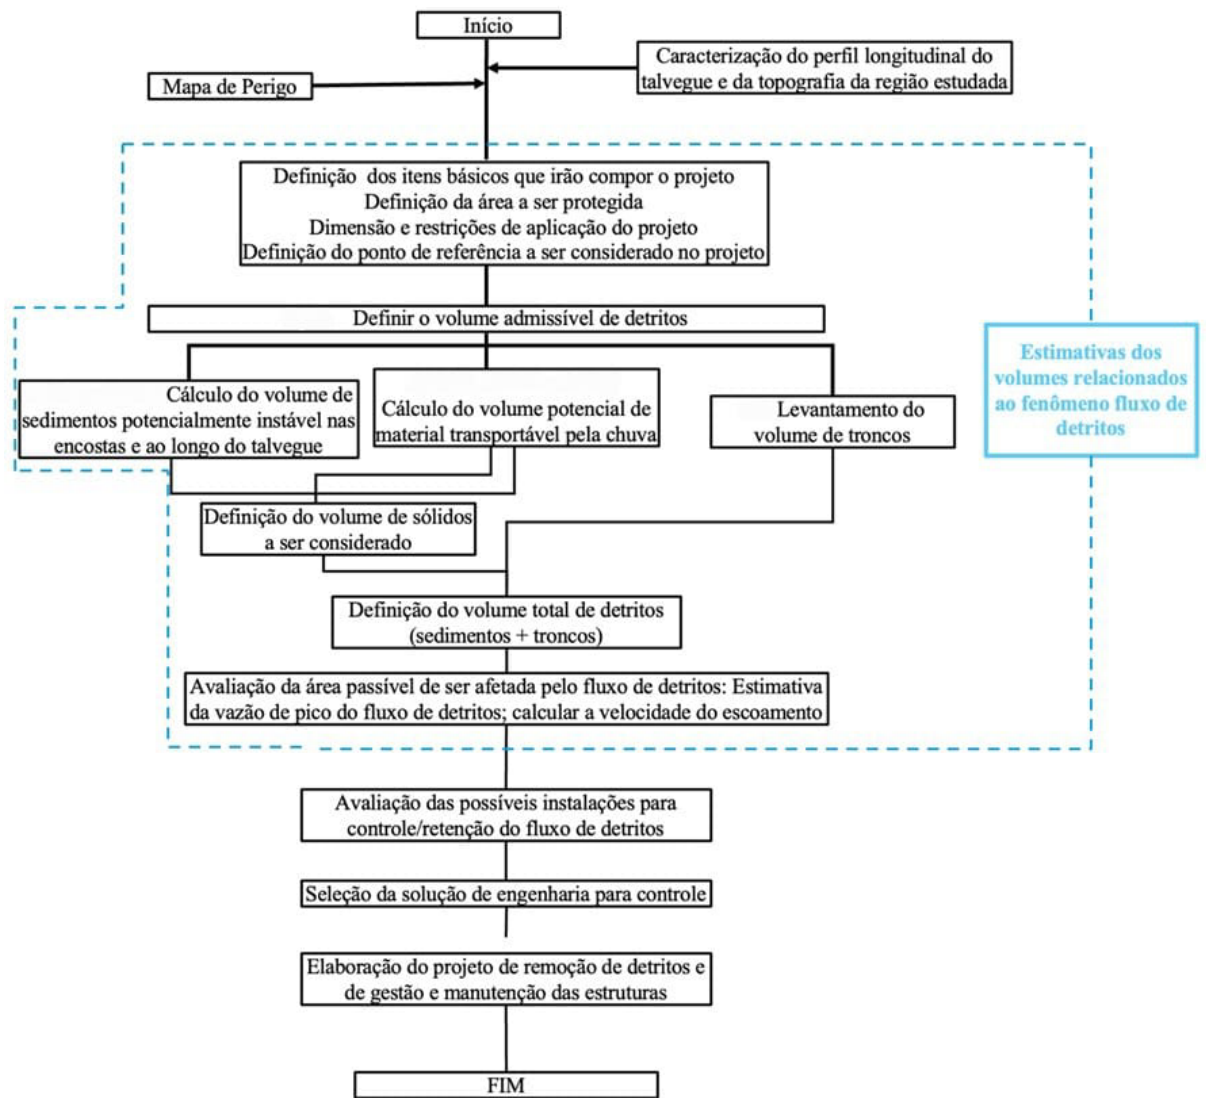 Início
Caracterização do perfil longitudinal do
talvegue e da topografia da região estudada
Mapa de Perigo
Definição dos itens básicos que irão compor o projeto
Definição da área a ser protegida
Dimensão e restrições de aplicação do projeto
Definição do ponto de referência a ser considerado no projeto
Definir o volume admissível de detritos
Estimativas dos
volumes relacionados
ao fenômeno fluxo de
detritos
Cálculo do volume de
sedimentos potencialmente instável nas
encostas e ao longo do talvegue
Cálculo do volume potencial de
material transportável pela chuva
Levantamento do
volume de troncos
Definição do volume de sólidos
a ser considerado
Definição do volume total de detritos
(sedimentos + troncos)
Avaliação da área passível de ser afetada pelo fluxo de detritos: Estimativa
da vazão de pico do fluxo de detritos; calcular a velocidade do escoamento
Avaliação das possíveis instalações para
controle/retenção do fluxo de detritos
Seleção da solução de engenharia para controle
Elaboração do projeto de remoção de detritos e
de gestão e manutenção das estruturas
FIM